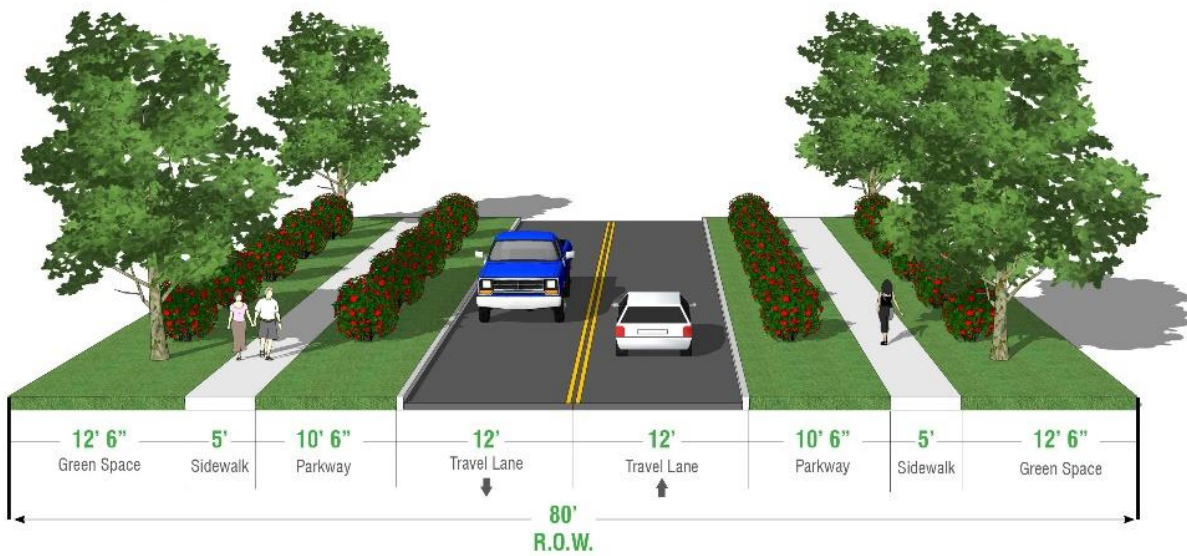 12’ 6”
Green Space
5’
Sidewalk
10’ 6”
Parkway
12’
Travel Lane
12’
Travel Lane
10’ 6”
Parkway
5’
Sidewalk
12’ 6”
Green Space
80’
R.O.W.